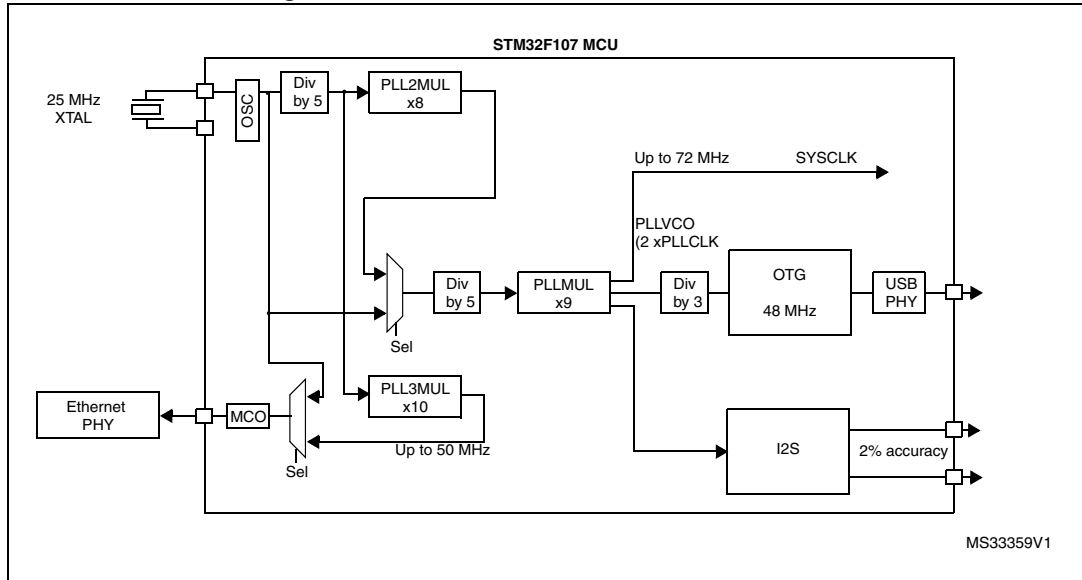 STM32F107 MCU
25 MHz
XTAL
OSC
Div
by 5
PLL2MUL
x8
Up to 72 MHz
SYSCLK
PLLVCO
(2 xPLLCLK
Sel
Div
by 5
PLLMUL
x9
Div
by 3
OTG
48 MHz
USB
PHY
Ethernet
PHY
MCO
Sel
PLL3MUL
x10
Up to 50 MHz
I2S
2% accuracy
MS33359V1